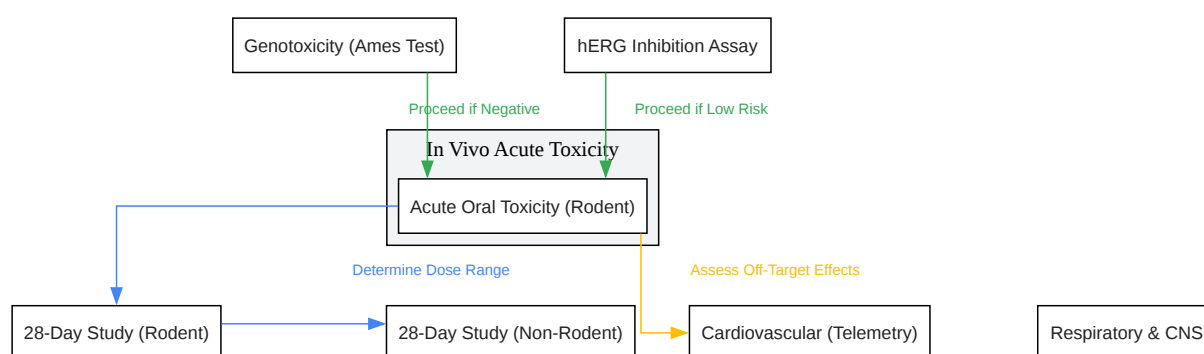 Genotoxicity (Ames Test)
hERG Inhibition Assay
Proceed if Negative
Proceed if Low Risk
In Vivo Acute Toxicity
Acute Oral Toxicity (Rodent)
Determine Dose Range
Assess Off-Target Effects
28-Day Study (Rodent)
28-Day Study (Non-Rodent)
Cardiovascular (Telemetry)
Respiratory & CNS